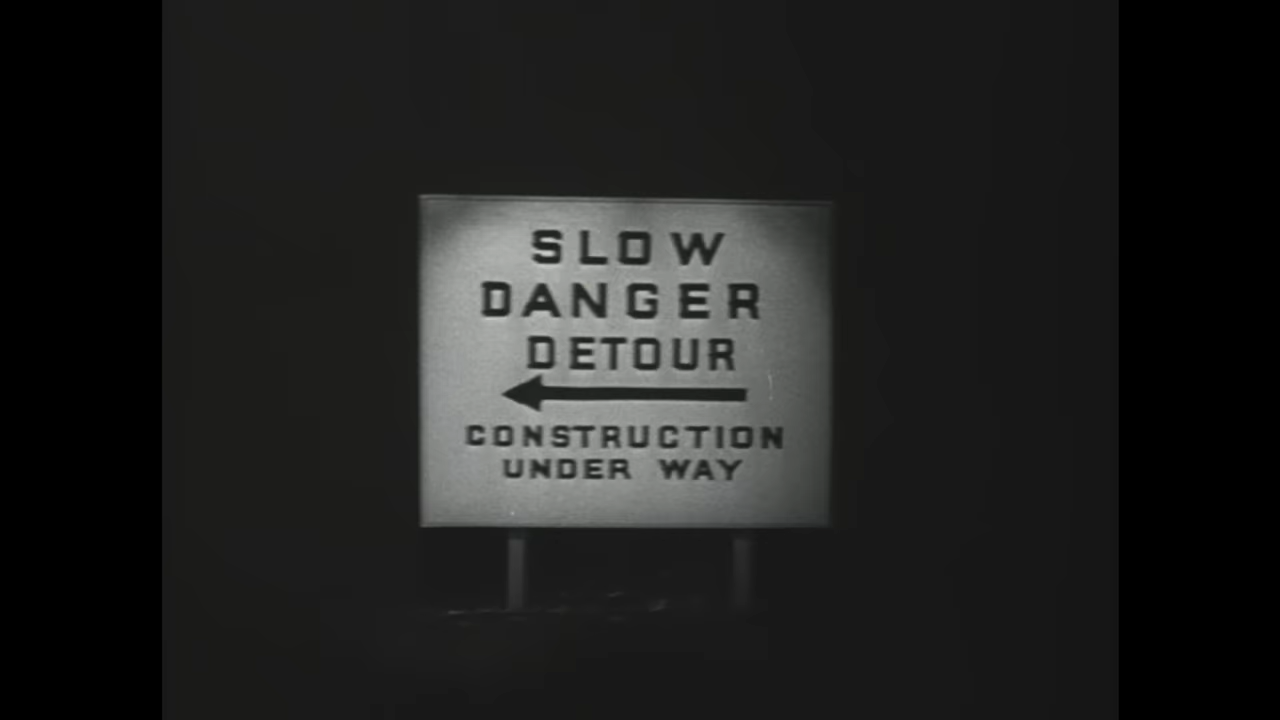 SLOW
DANGER
DETOUR
CONSTRUCTION
UNDER WAY